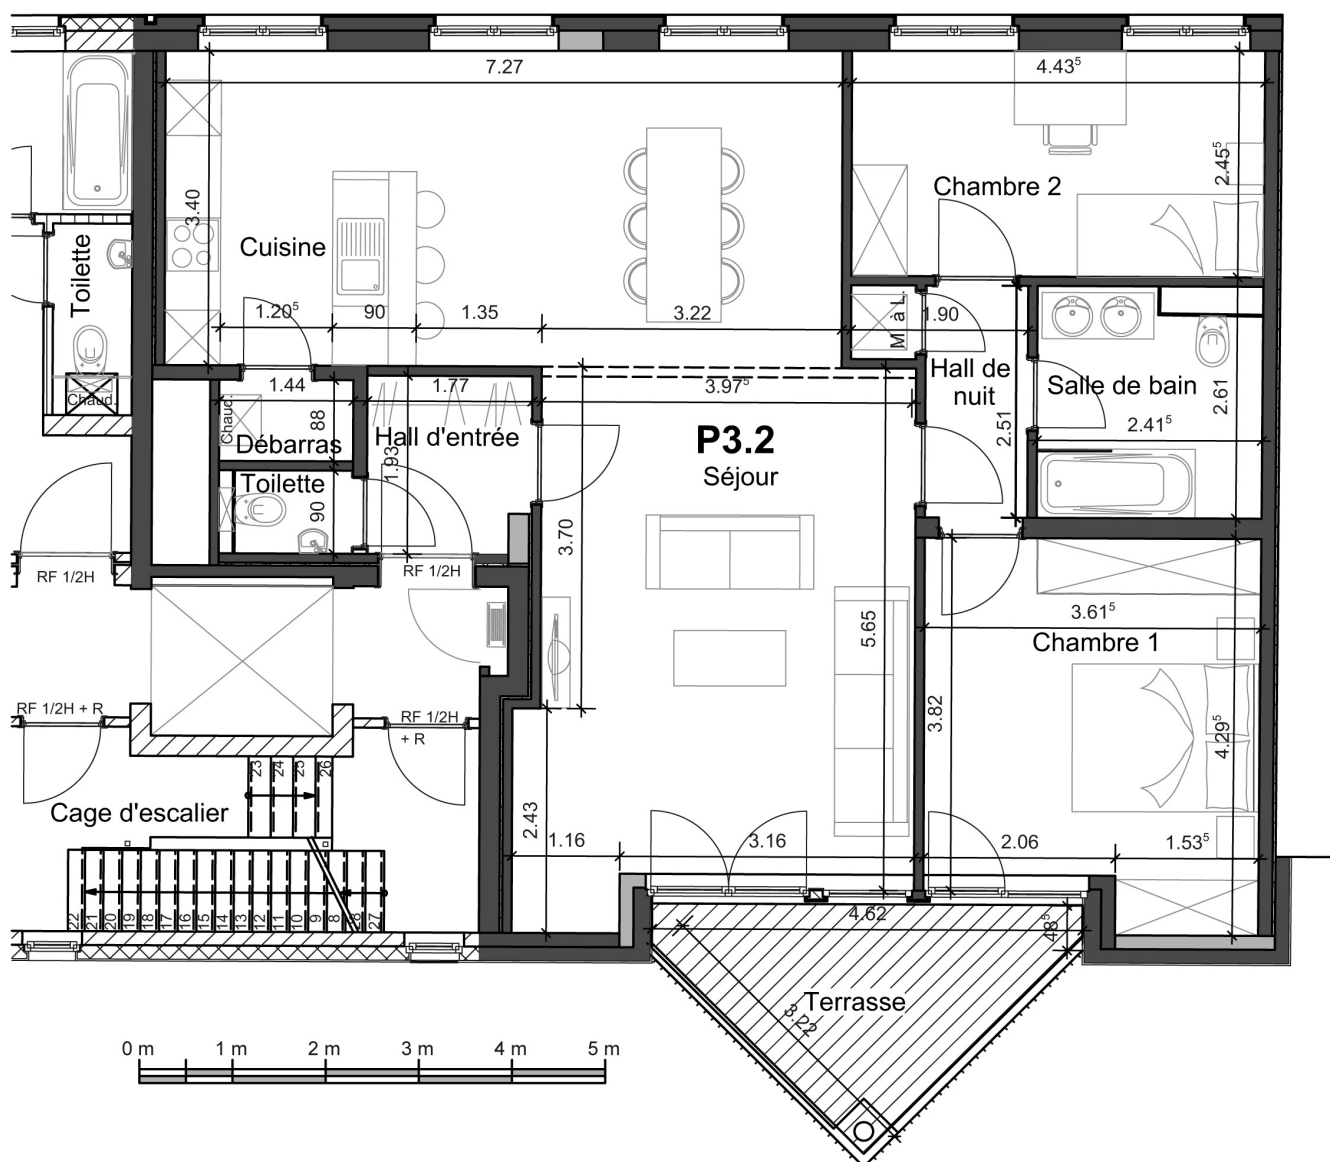 7.27
4.43⁵
3.40
2.45⁵
Chambre 2
Toilette
Cuisine
1.20⁵
90
1.35
3.22
M. à L.
1.90
Hall de
nuit
Salle de bain
2.61
2.41⁵
2.51
Chaud.
1.44
1.77
3.97⁵
Chaud.
88
Débarras
Hall d'entrée
1.93
P3.2
Séjour
Toilette
90
3.70
RF 1/2H
RF 1/2H
5.65
3.61⁵
Chambre 1
3.82
4.29⁵
RF 1/2H + R
RF 1/2H
+ R
23
24
25
26
Cage d'escalier
2.43
1.16
3.16
2.06
1.53⁵
22
21
20
19
18
17
16
15
14
13
12
11
10
9
8
28
27
4.62
48⁵
Terrasse
3.22
0 m
1 m
2 m
3 m
4 m
5 m